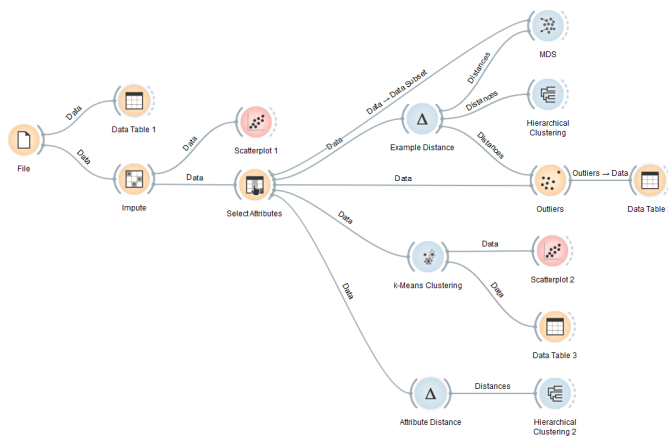 MDS
Data → Data Subset
Distances
Data
Data Table 1
Distances
Hierarchical
Clustering
Data
Scatterplot 1
Example Distance
Data
File
Data
Impute
Data
Select Attributes
Data
Distances
Outliers
Outliers → Data
Data Table
Data
k-Means Clustering
Data
Scatterplot 2
Data
Data Table 3
Data
Attribute Distance
Distances
Hierarchical
Clustering 2